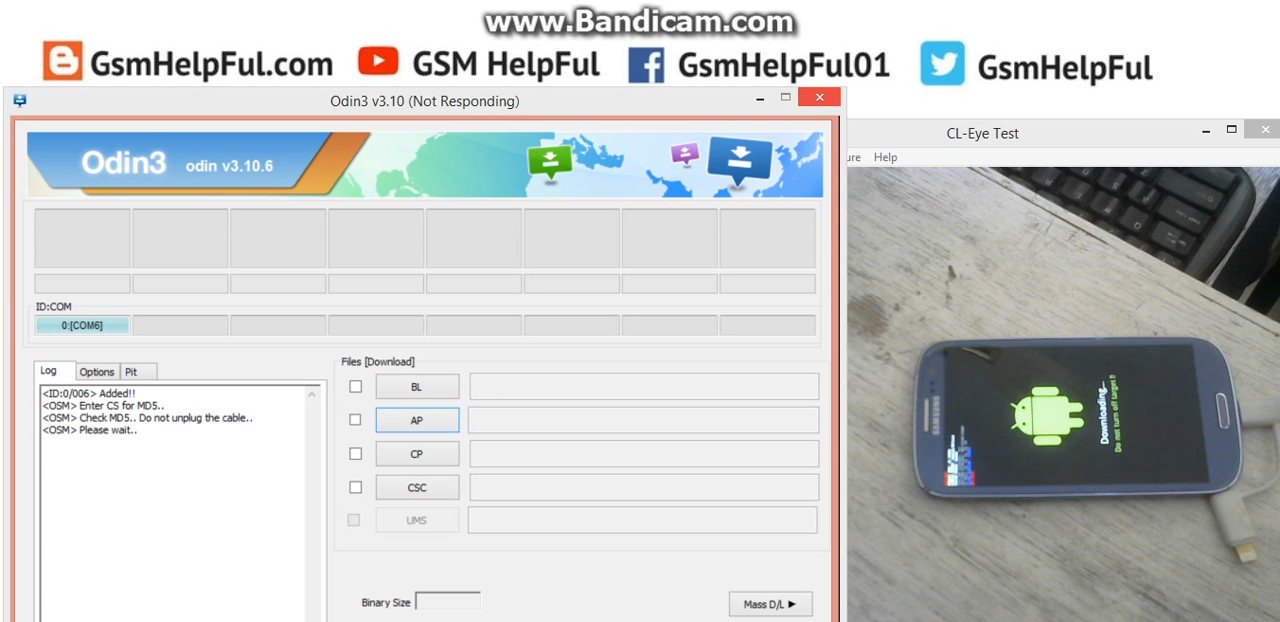 www.Bandicam.com
GsmHelpFul.com GSM HelpFul GsmHelpFul01 GsmHelpFul
Odin3 v3.10 (Not Responding)
CL-Eye Test
ure Help
Odin3 odin v3.10.6
ID:COM
0:[COM6]
Log Options Pit
<ID:0/006> Added!!
<OSM> Enter CS for MD5..
<OSM> Check MD5.. Do not unplug the cable..
<OSM> Please wait..
Files [Download]
BL
AP
CP
CSC
UMS
Binary Size
Mass D/L ▶
SAMSUNG
Downloading...
Do not turn off target!!